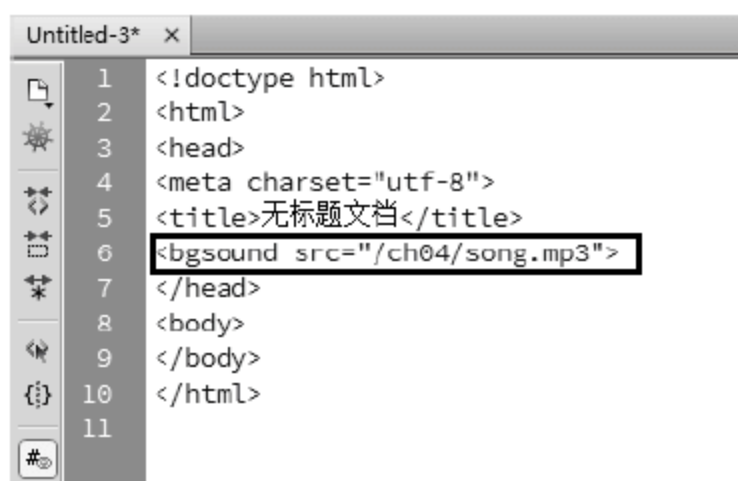 Untitled-3* ×
1 <!doctype html>
2 <html>
3 <head>
4 <meta charset="utf-8">
5 <title>无标题文档</title>
6 <bgsound src="/ch04/song.mp3">
7 </head>
8 <body>
9 </body>
10 </html>
11